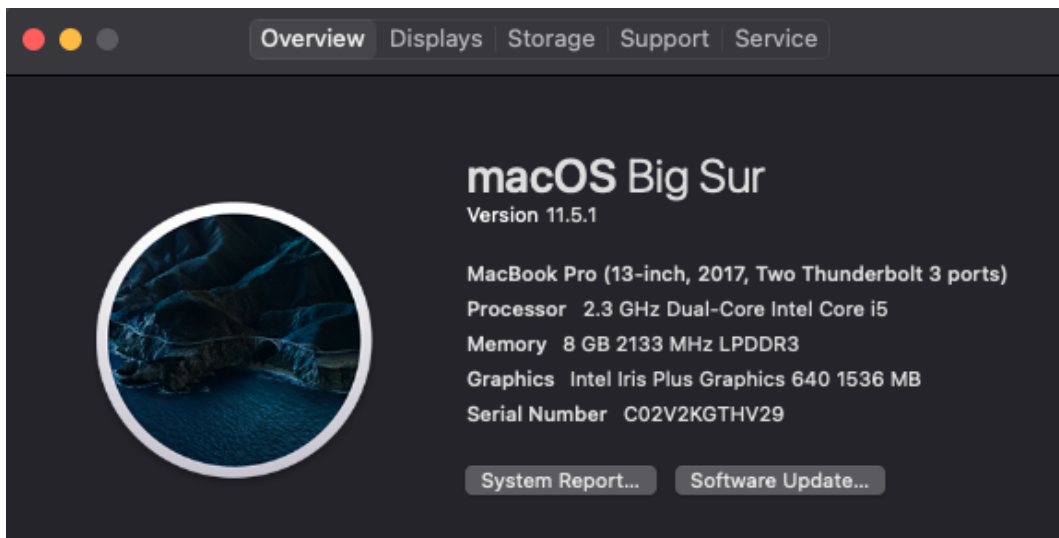 Overview Displays Storage Support Service
macOS Big Sur
Version 11.5.1
MacBook Pro (13-inch, 2017, Two Thunderbolt 3 ports)
Processor 2.3 GHz Dual-Core Intel Core i5
Memory 8 GB 2133 MHz LPDDR3
Graphics Intel Iris Plus Graphics 640 1536 MB
Serial Number C02V2KGTHV29
System Report... Software Update...